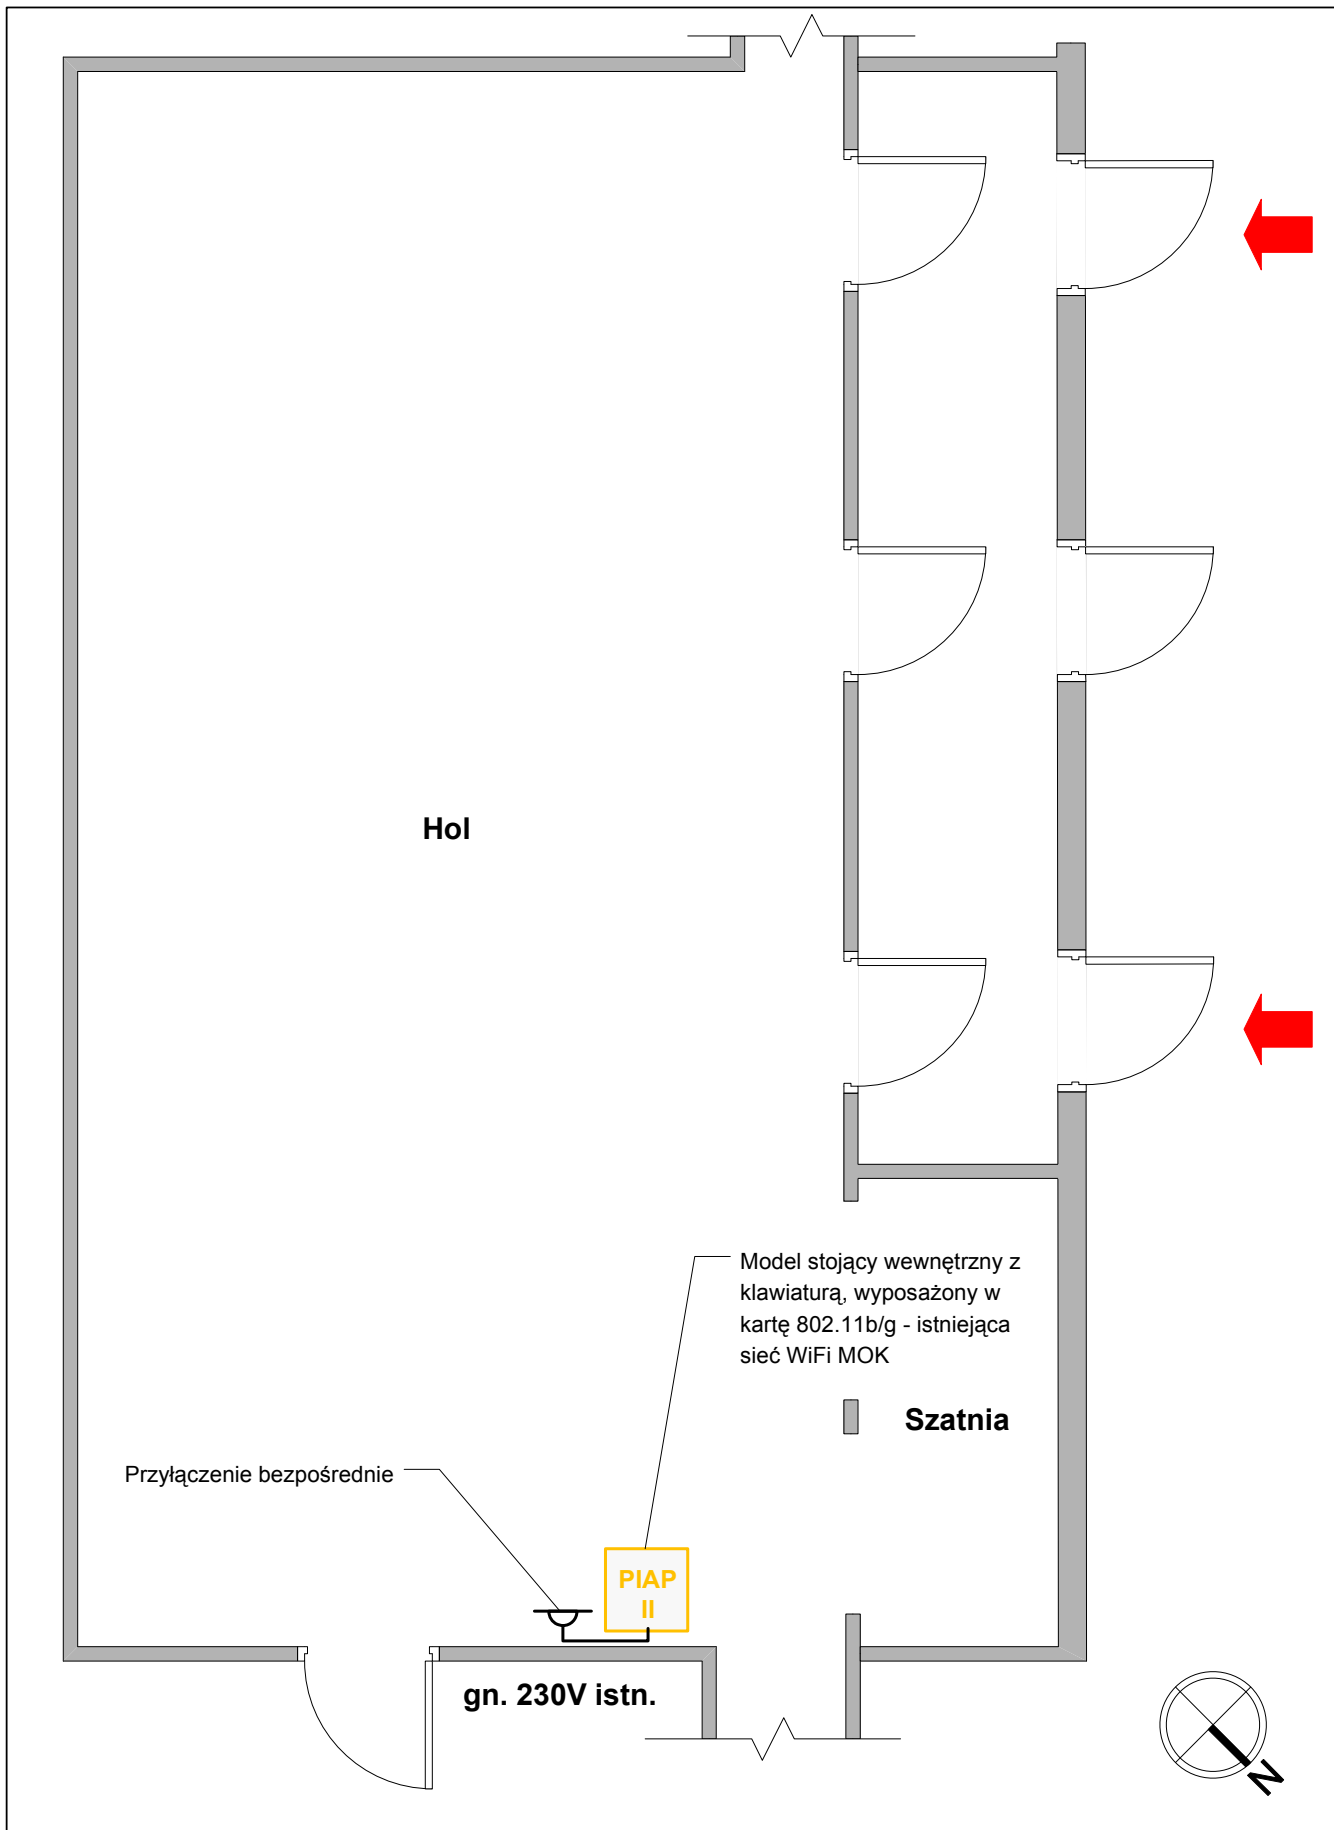 Hol
Model stojący wewnętrzny z
klawiaturą, wyposażony w
kartę 802.11b/g - istniejąca
sieć WiFi MOK
Szatnia
Przyłączenie bezpośrednie
PIAP
II
gn. 230V istn.
N